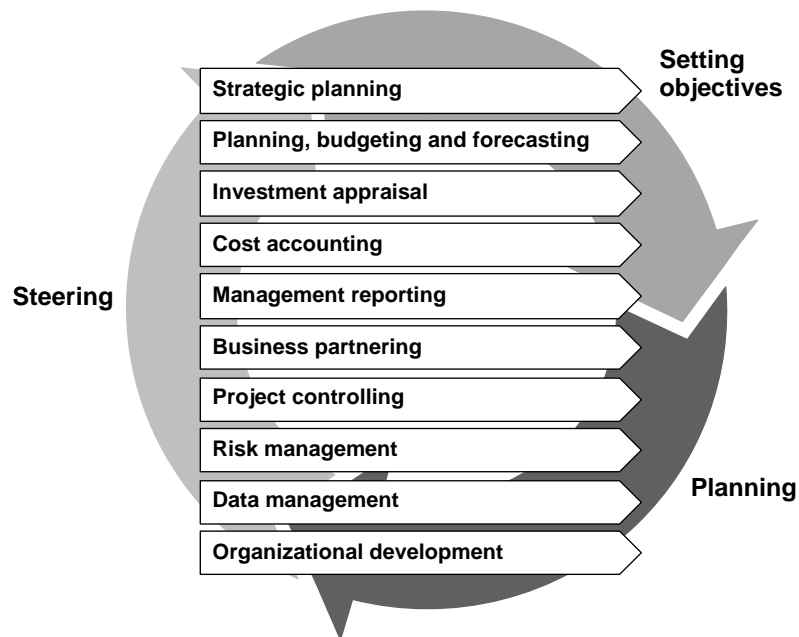 Setting
objectives
Strategic planning
Planning, budgeting and forecasting
Investment appraisal
Cost accounting
Steering
Management reporting
Business partnering
Project controlling
Risk management
Planning
Data management
Organizational development